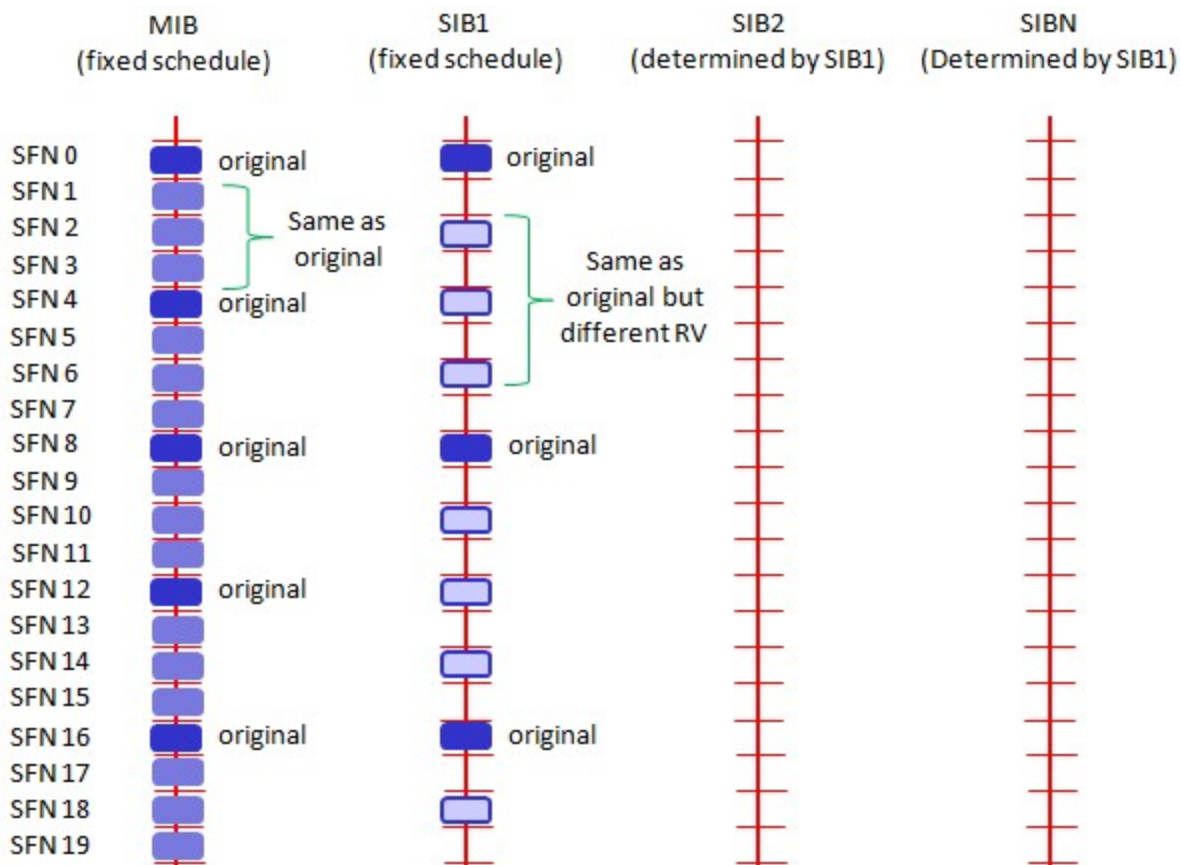 MIB
(fixed schedule)
SIB1
(fixed schedule)
SIB2
(determined by SIB1)
SIBN
(Determined by SIB1)
SFN 0
original
original
SFN 1
SFN 2
SFN 3
Same as
original
SFN 4
original
Same as
original but
different RV
SFN 5
SFN 6
SFN 7
SFN 8
original
original
SFN 9
SFN 10
SFN 11
SFN 12
original
SFN 13
SFN 14
SFN 15
SFN 16
original
original
SFN 17
SFN 18
SFN 19